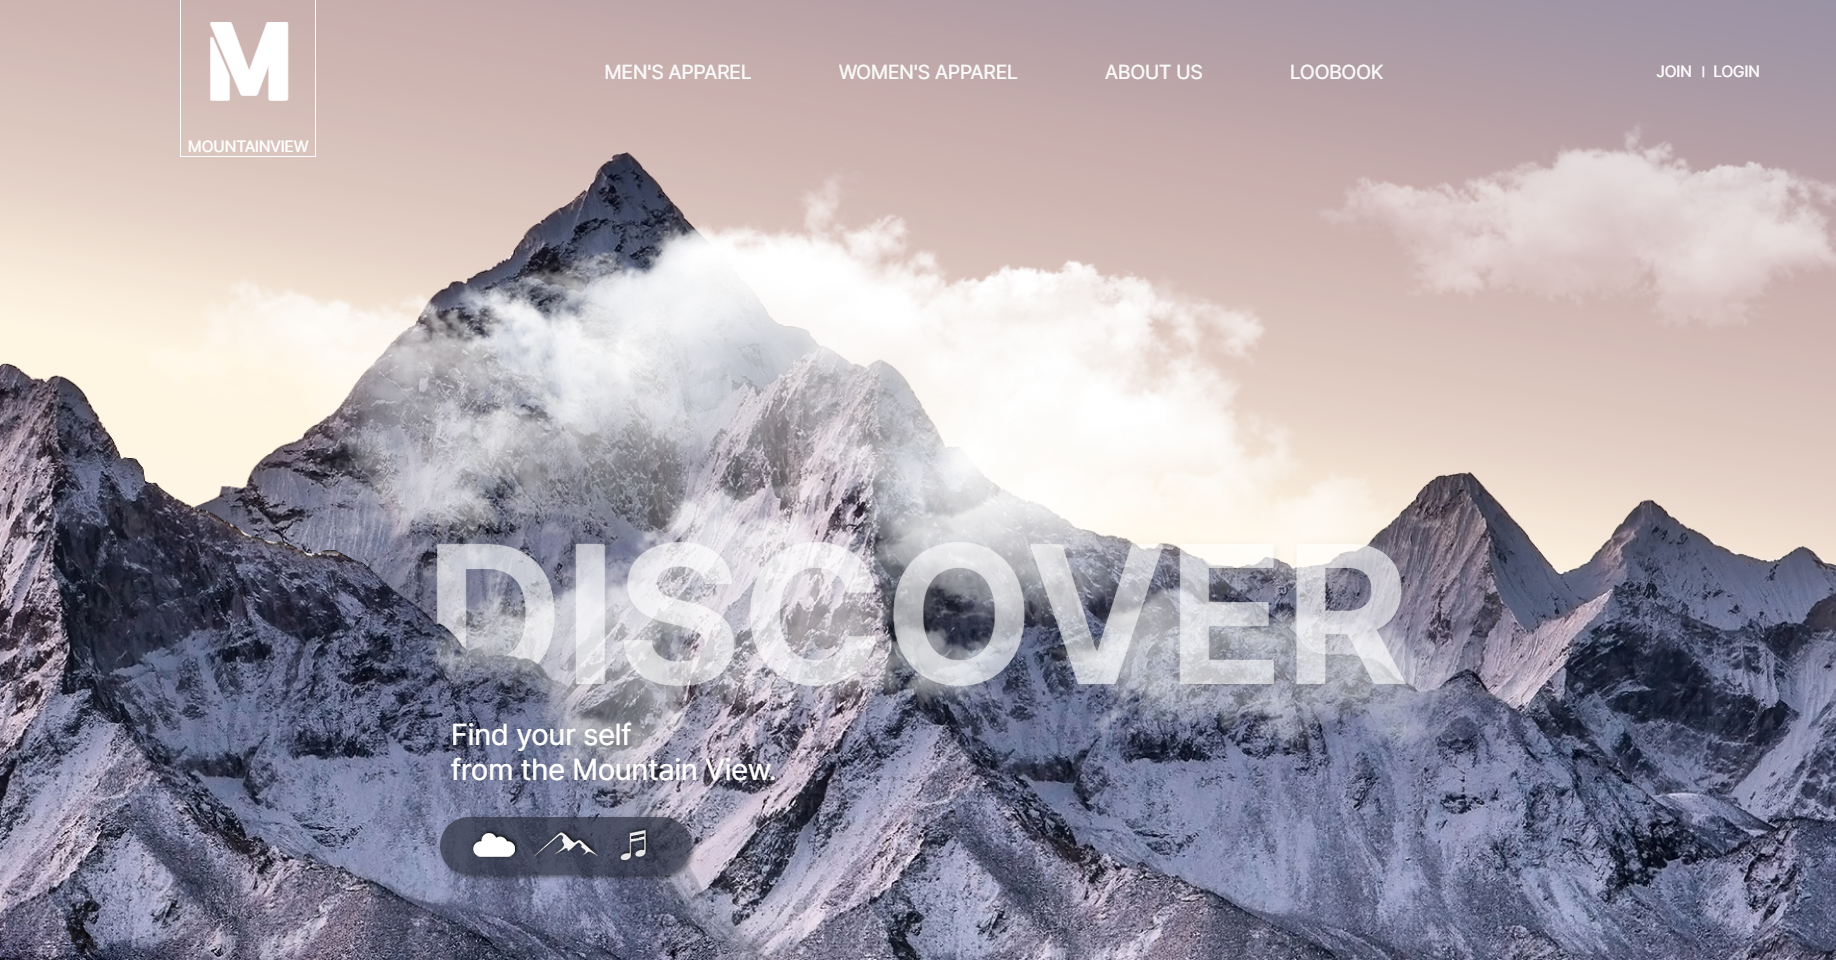 M
MOUNTAINVIEW
MEN'S APPAREL
WOMEN'S APPAREL
ABOUT US
LOOBOOK
JOIN | LOGIN
DISCOVER
Find your self
from the Mountain View.